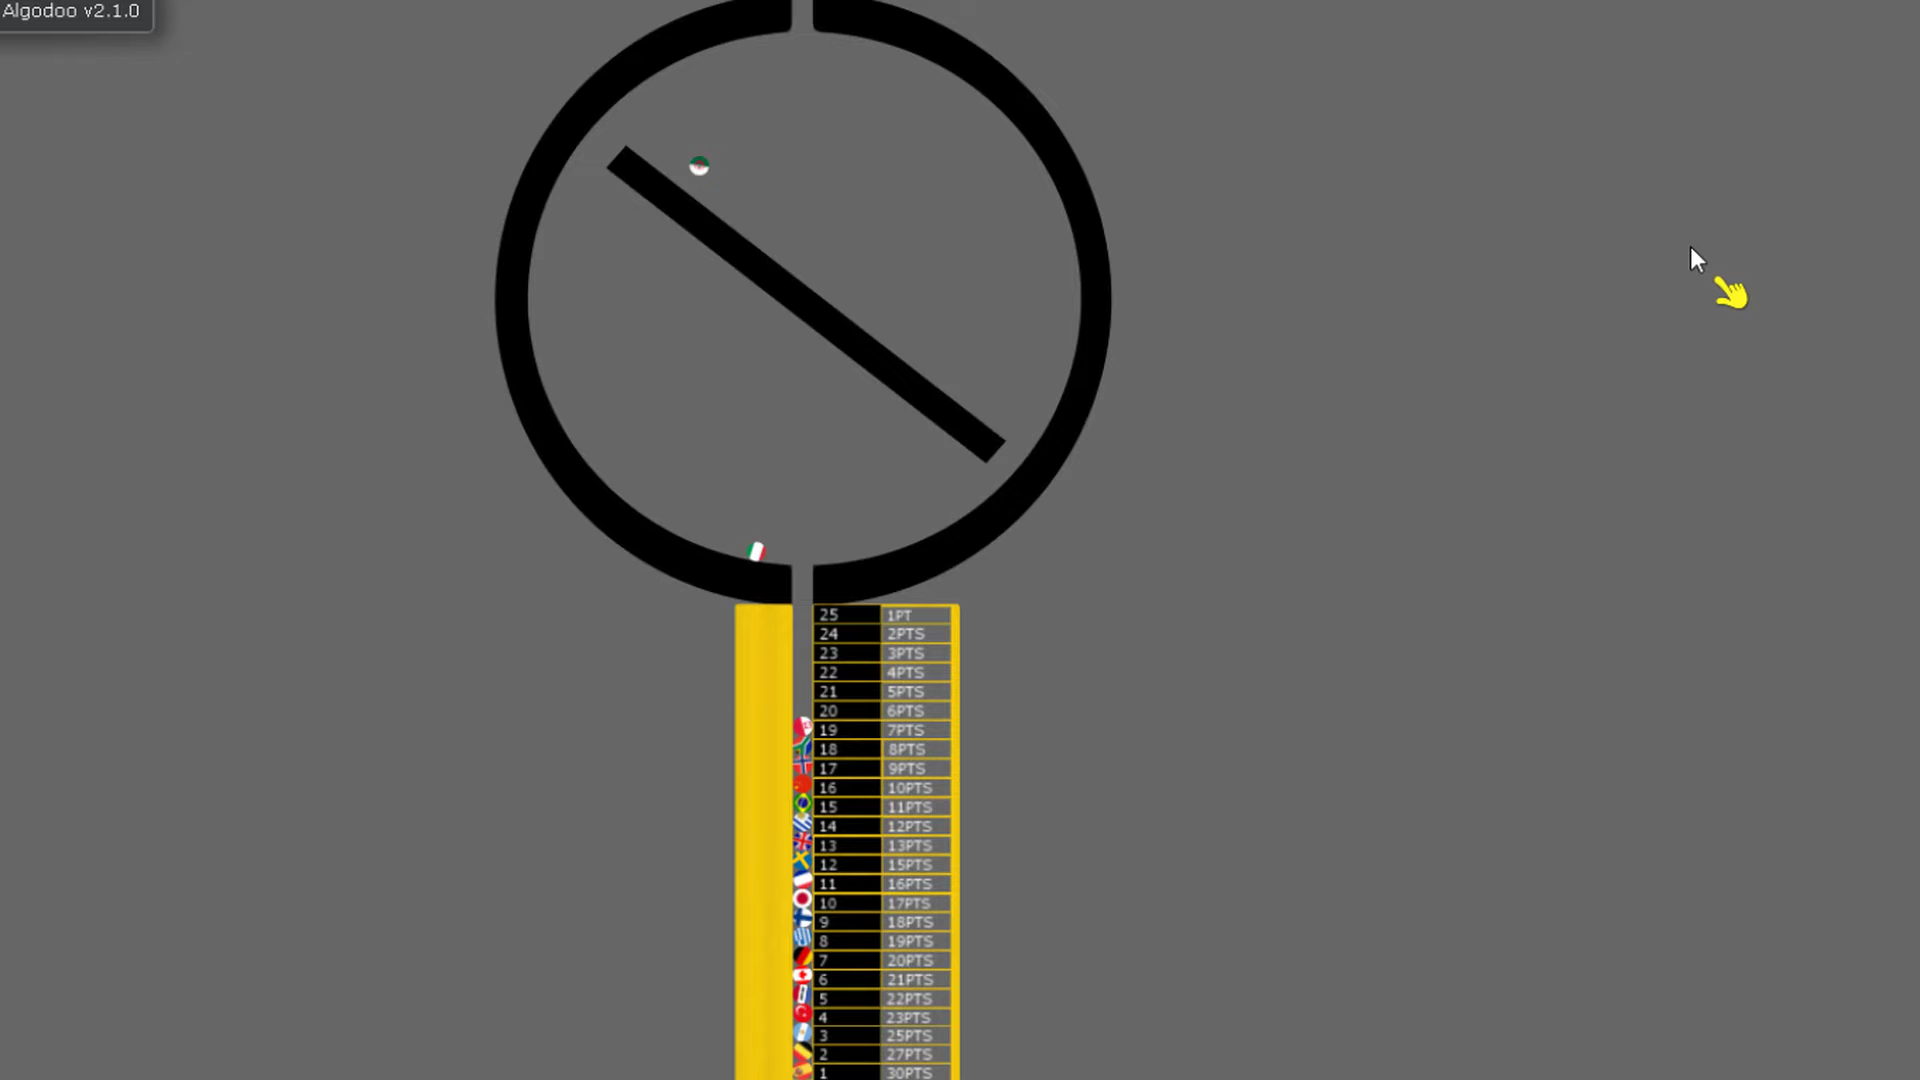 Algodoo v2.1.0
25 1PT
24 2PTS
23 3PTS
22 4PTS
21 5PTS
20 6PTS
19 7PTS
18 8PTS
17 9PTS
16 10PTS
15 11PTS
14 12PTS
13 13PTS
12 15PTS
11 16PTS
10 17PTS
9 18PTS
8 19PTS
7 20PTS
6 21PTS
5 22PTS
4 23PTS
3 25PTS
2 27PTS
1 30PTS